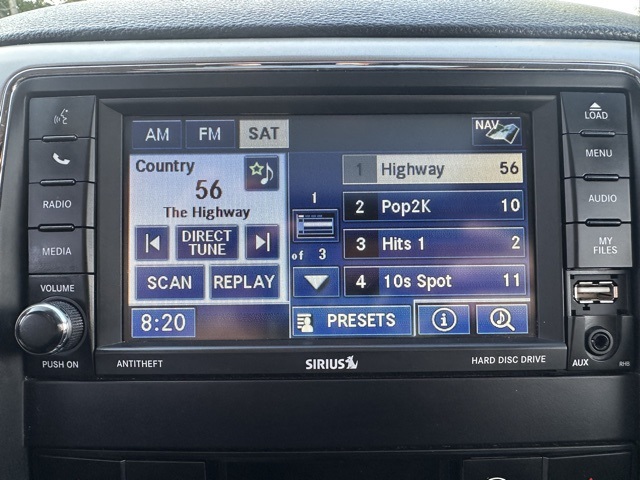 AM FM SAT NAV
Country
56
The Highway
DIRECT
TUNE
SCAN REPLAY
8:20
1
of 3
1 Highway 56
2 Pop2K 10
3 Hits 1 2
4 10s Spot 11
PRESETS
RADIO
MEDIA
VOLUME
PUSH ON
LOAD
MENU
AUDIO
MY
FILES
AUX
RHB
ANTITHEFT
SIRIUS
HARD DISC DRIVE